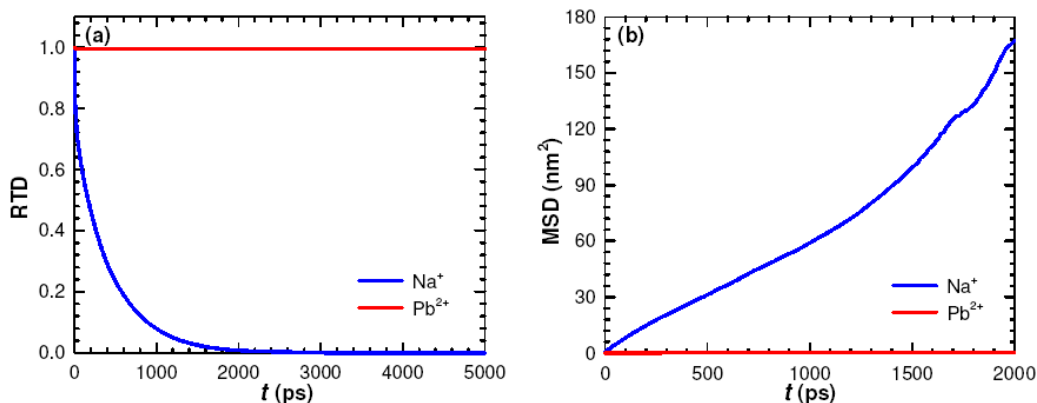 (a)
1.0
0.8
0.6
0.4
0.2
0.0
RTD
Na⁺
Pb²⁺
0 1000 2000 3000 4000 5000
t (ps)
(b)
180
150
120
90
60
30
0
MSD (nm²)
Na⁺
Pb²⁺
0 500 1000 1500 2000
t (ps)